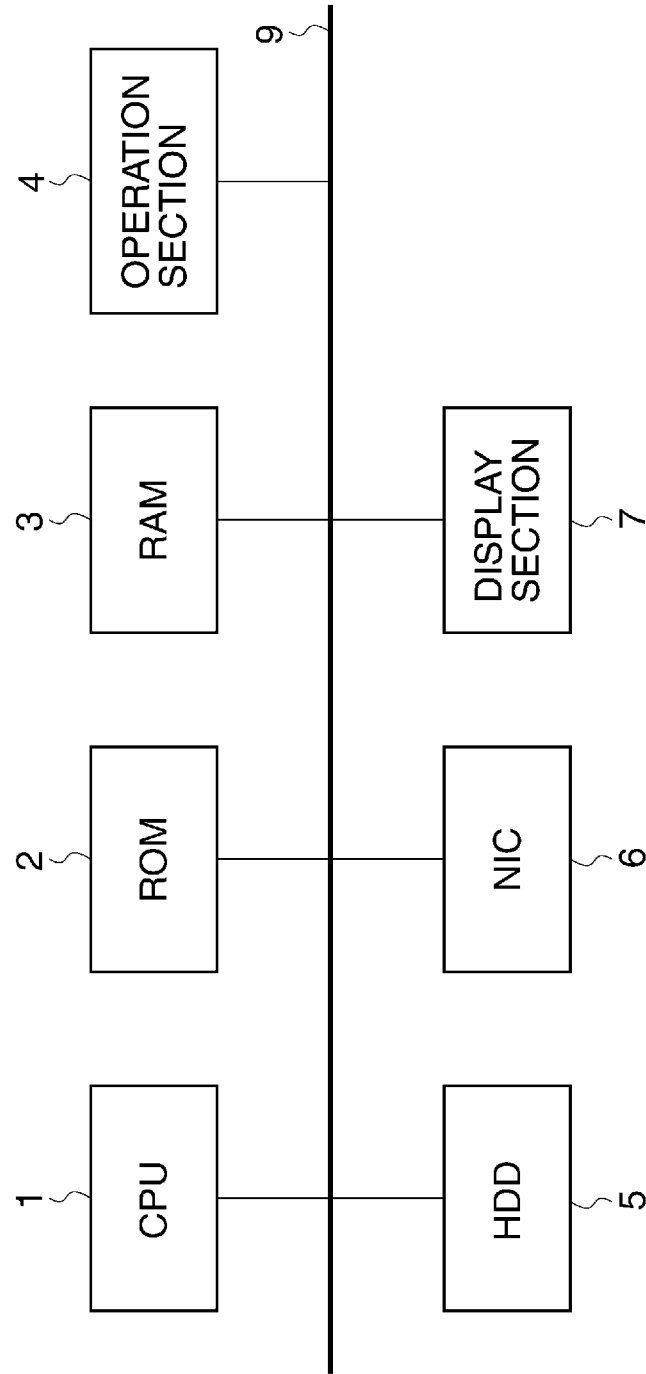 1
2
3
4
CPU
ROM
RAM
OPERATION
SECTION
9
HDD
NIC
DISPLAY
SECTION
5
6
7